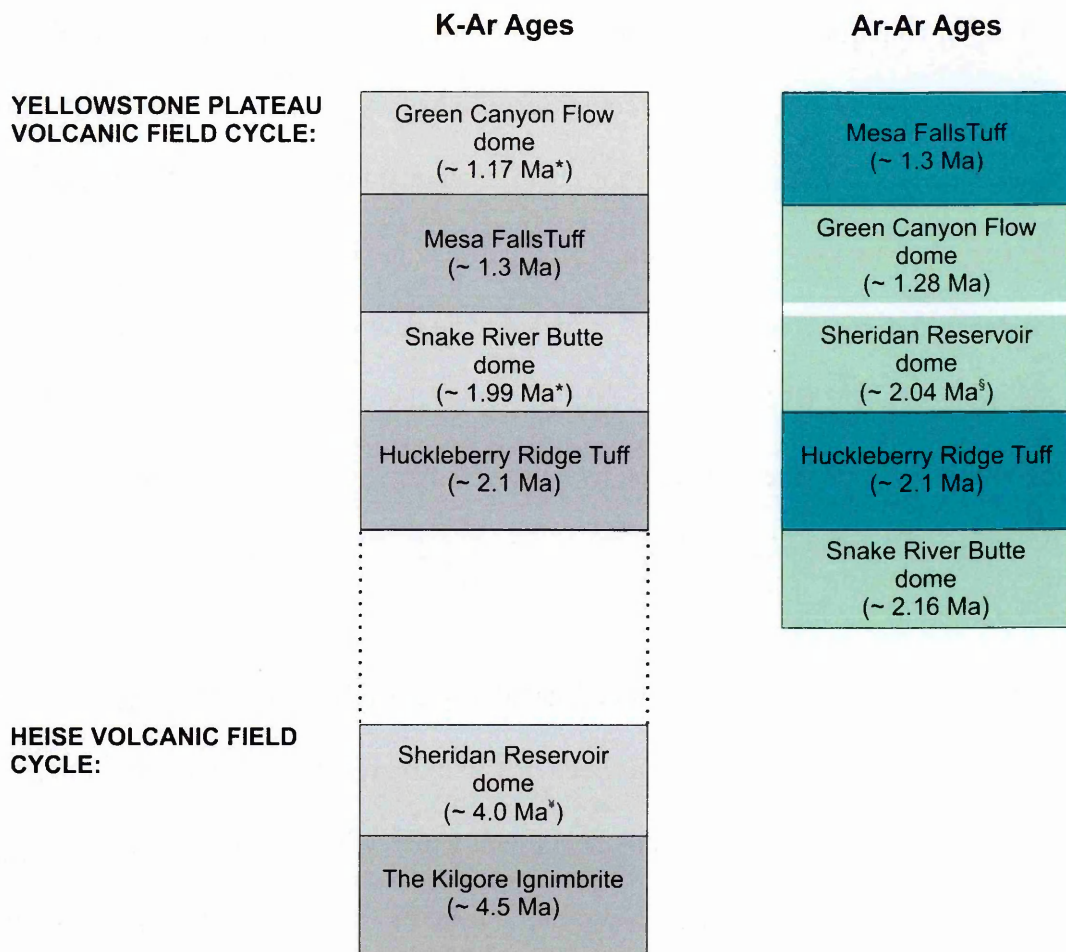 K-Ar Ages
Ar-Ar Ages
YELLOWSTONE PLATEAU
VOLCANIC FIELD CYCLE:
Green Canyon Flow
dome
(~ 1.17 Ma*)
Mesa FallsTuff
(~ 1.3 Ma)
Snake River Butte
dome
(~ 1.99 Ma*)
Huckleberry Ridge Tuff
(~ 2.1 Ma)
Mesa FallsTuff
(~ 1.3 Ma)
Green Canyon Flow
dome
(~ 1.28 Ma)
Sheridan Reservoir
dome
(~ 2.04 Ma§)
Huckleberry Ridge Tuff
(~ 2.1 Ma)
Snake River Butte
dome
(~ 2.16 Ma)
HEISE VOLCANIC FIELD
CYCLE:
Sheridan Reservoir
dome
(~ 4.0 Ma¥)
The Kilgore Ignimbrite
(~ 4.5 Ma)